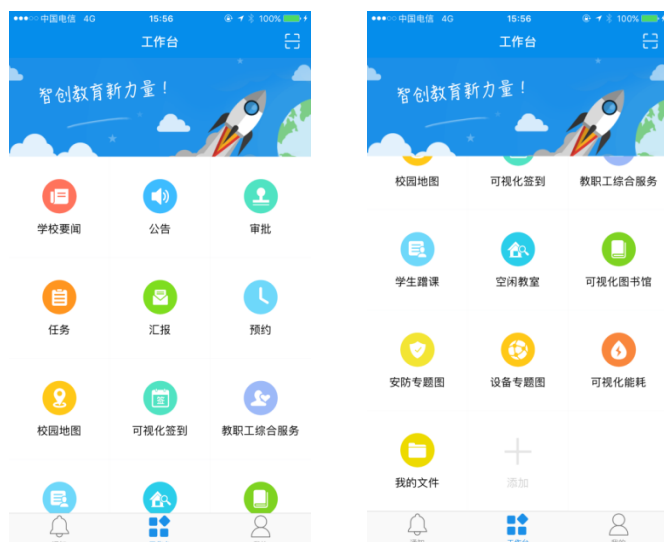 中国电信 4G 15:56 100%
工作台
智创教育新力量！
学校要闻 公告 审批
任务 汇报 预约
校园地图 可视化签到 教职工综合服务
工作台
中国电信 4G 15:56 100%
工作台
智创教育新力量！
校园地图 可视化签到 教职工综合服务
学生蹭课 空闲教室 可视化图书馆
安防专题图 设备专题图 可视化能耗
我的文件 添加
工作台